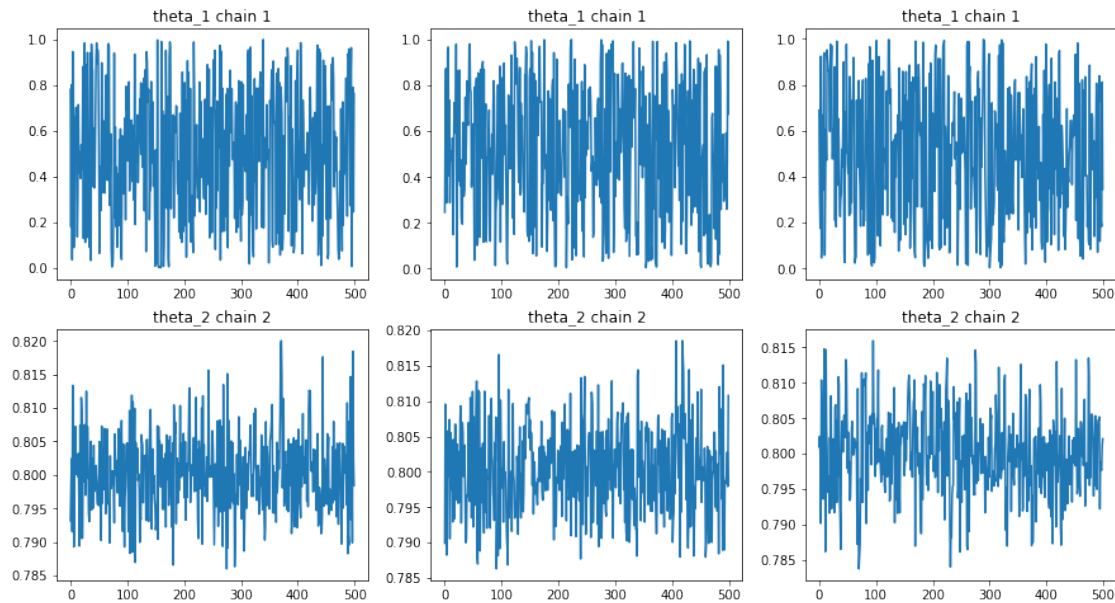 theta_1 chain 1 theta_1 chain 1 theta_1 chain 1
1.0 1.0 1.0
0.8 0.8 0.8
0.6 0.6 0.6
0.4 0.4 0.4
0.2 0.2 0.2
0.0 0.0 0.0
0 100 200 300 400 500 0 100 200 300 400 500 0 100 200 300 400 500
theta_2 chain 2 theta_2 chain 2 theta_2 chain 2
0.820 0.820 0.815
0.815 0.815 0.810
0.810 0.810 0.805
0.805 0.805 0.800
0.800 0.800 0.795
0.795 0.795 0.790
0.790 0.790 0.785
0.785 0.785
0 100 200 300 400 500 0 100 200 300 400 500 0 100 200 300 400 500